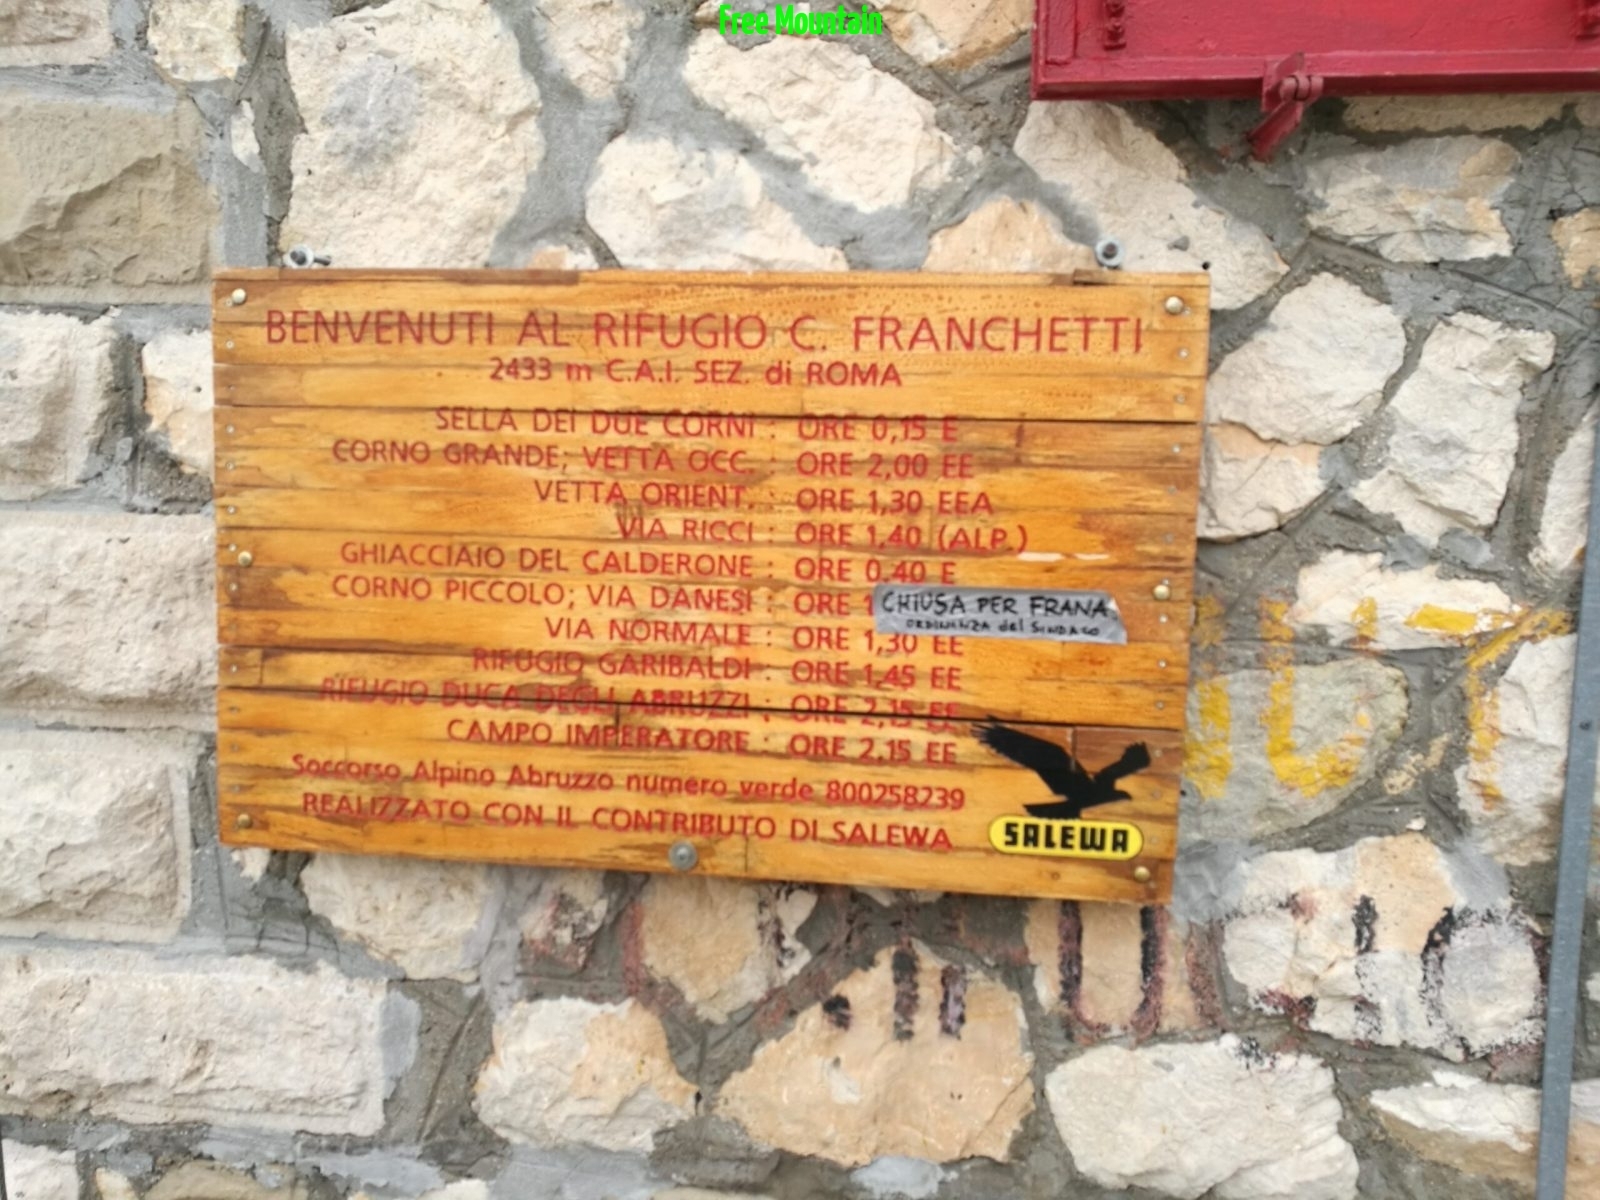 Free Mountain
BENVENUTI AL RIFUGIO C. FRANCHETTI
2433 m C.A.I. SEZ. di ROMA
SELLA DEI DUE CORNI : ORE 0,15 E
CORNO GRANDE; VETTA OCC. : ORE 2,00 EE
VETTA ORIENT. : ORE 1,30 EEA
VIA RICCI : ORE 1,40 (ALP.)
GHIACCIAIO DEL CALDERONE : ORE 0,40 E
CORNO PICCOLO; VIA DANESI : ORE 1 CHIUSA PER FRANA
ORDINANZA del SINDACO
VIA NORMALE : ORE 1,30 EE
RIFUGIO GARIBALDI : ORE 1,45 EE
RIFUGIO DUCA DEGLI ABRUZZI : ORE 2,15 EE
CAMPO IMPERATORE : ORE 2,15 EE
Soccorso Alpino Abruzzo numero verde 800258239
REALIZZATO CON IL CONTRIBUTO DI SALEWA
SALEWA